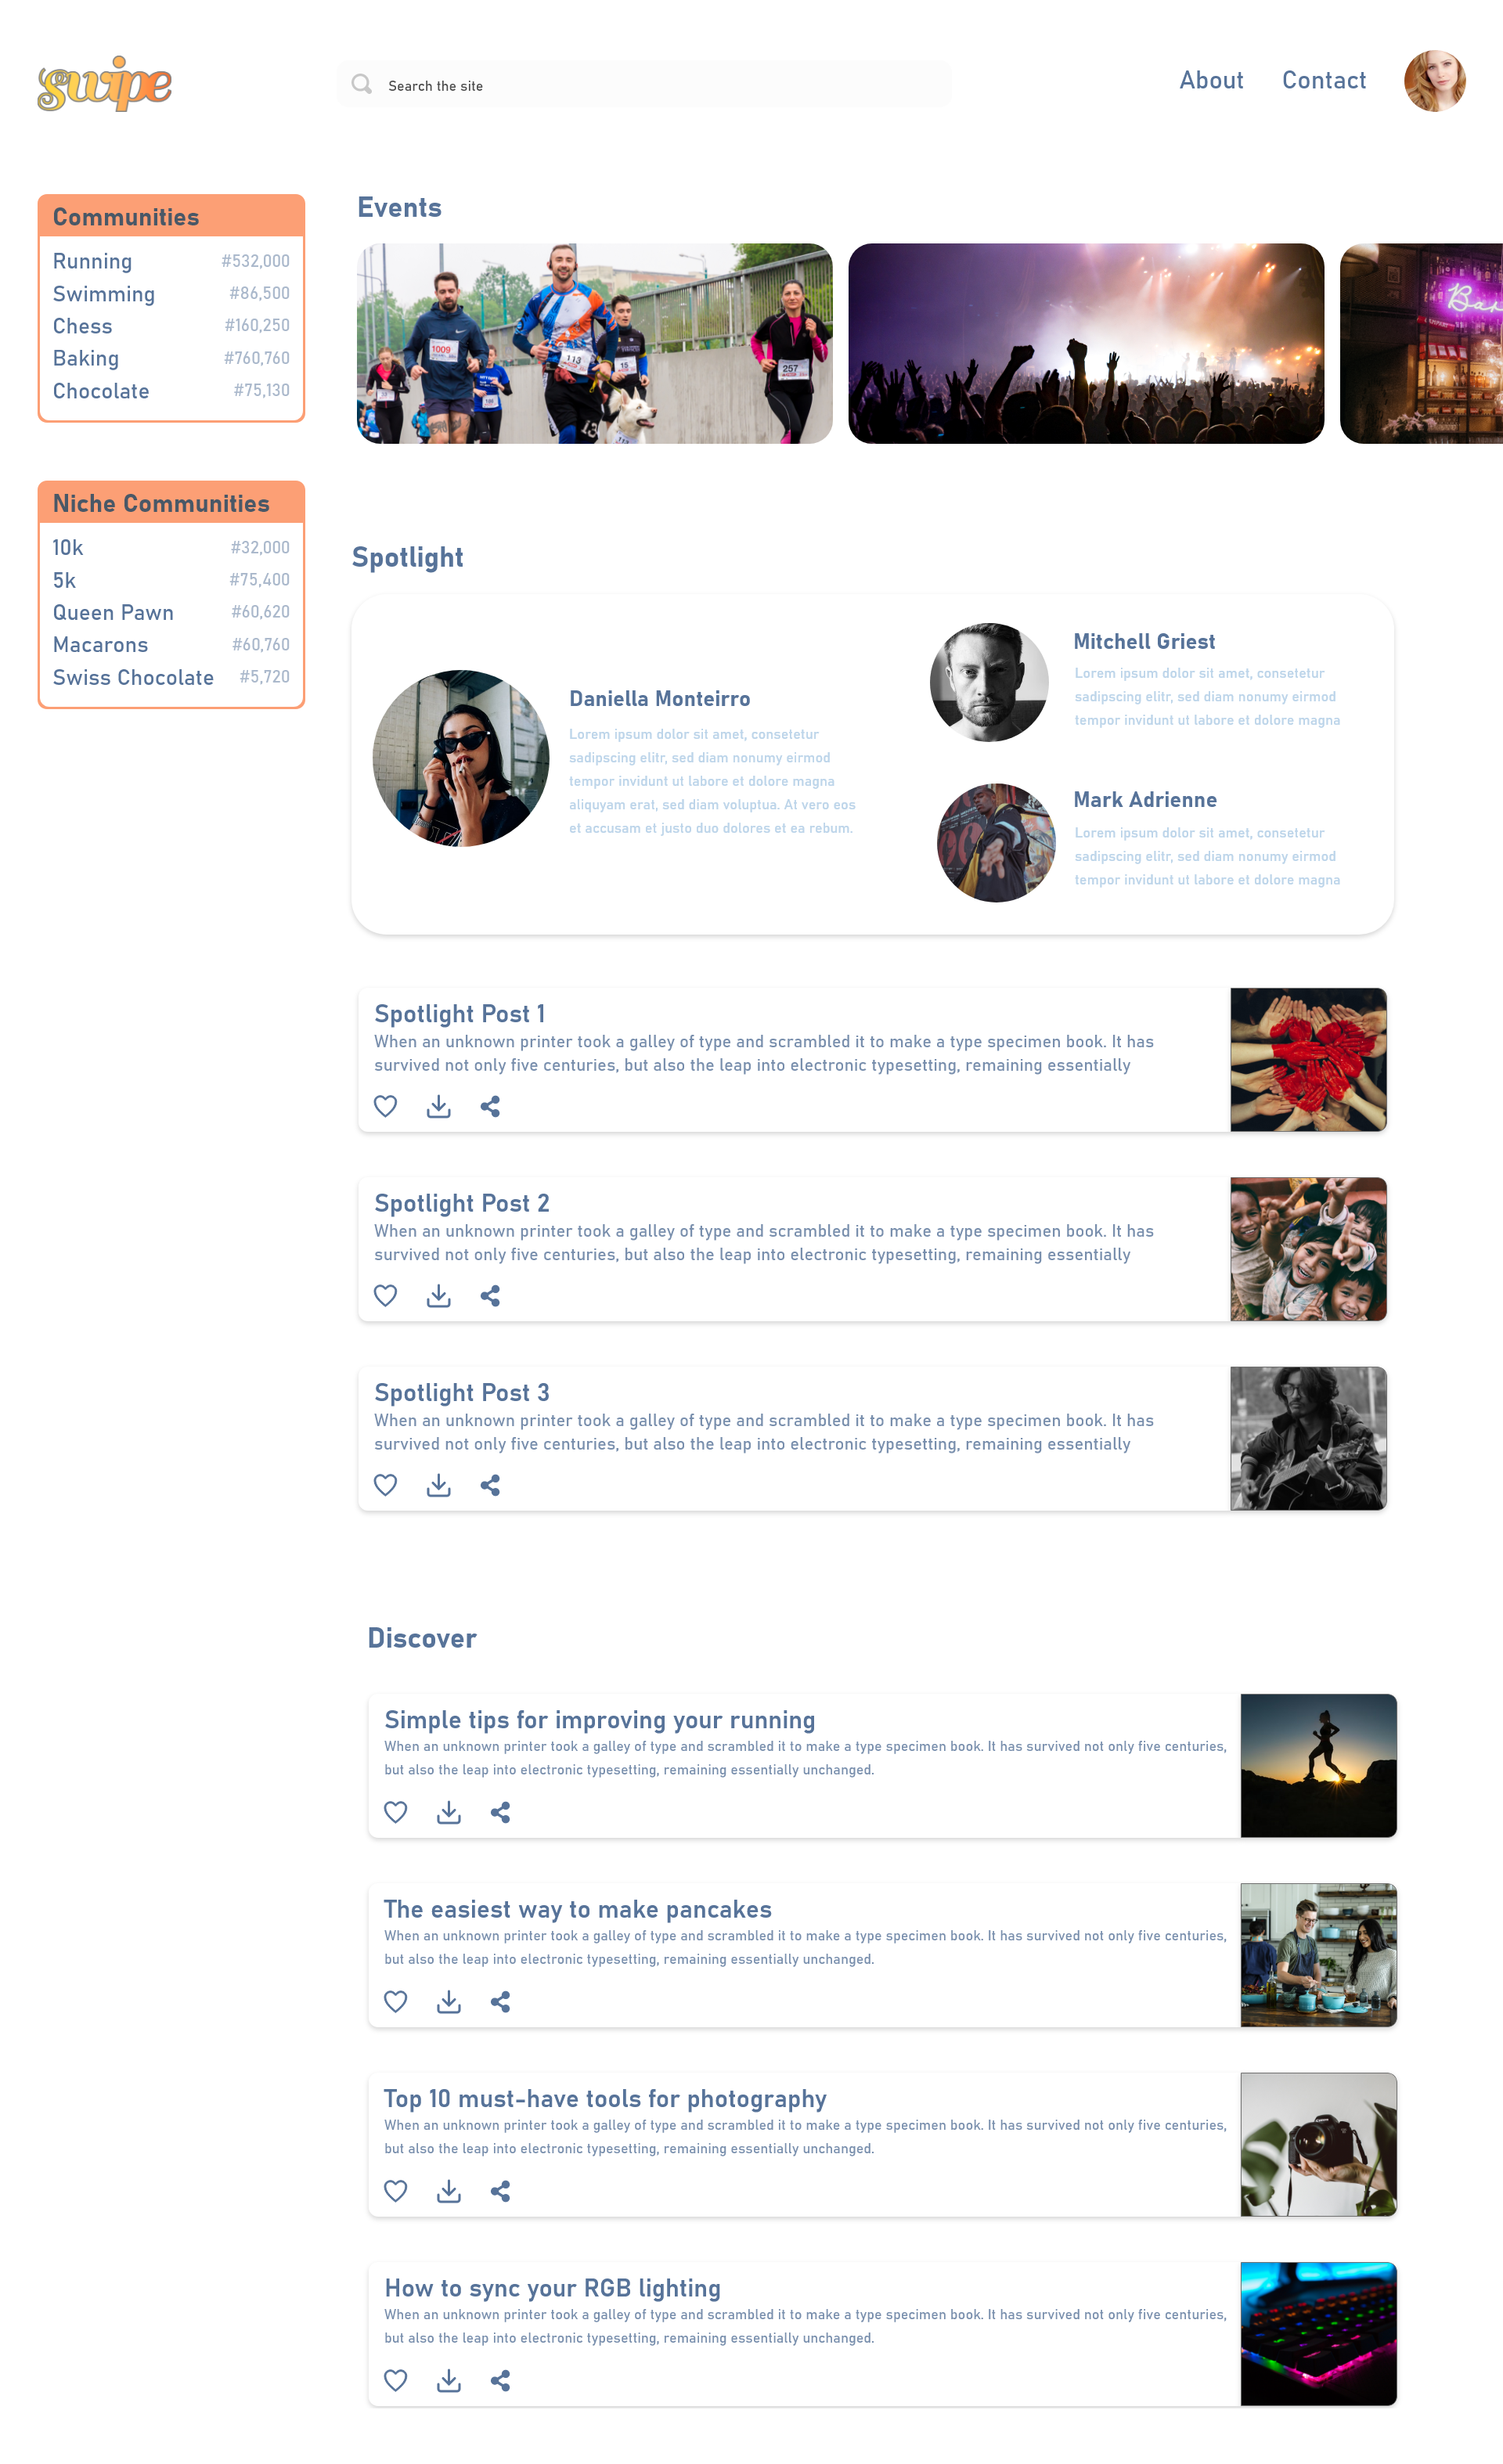 swipe
Search the site
About
Contact
Communities
Running #532,000
Swimming #86,500
Chess #160,250
Baking #760,760
Chocolate #75,130
Niche Communities
10k #32,000
5k #75,400
Queen Pawn #60,620
Macarons #60,760
Swiss Chocolate #5,720
Events
1009
113
15
257
Spotlight
Daniella Monteirro
Lorem ipsum dolor sit amet, consetetur
sadipscing elitr, sed diam nonumy eirmod
tempor invidunt ut labore et dolore magna
aliquyam erat, sed diam voluptua. At vero eos
et accusam et justo duo dolores et ea rebum.
Mitchell Griest
Lorem ipsum dolor sit amet, consetetur
sadipscing elitr, sed diam nonumy eirmod
tempor invidunt ut labore et dolore magna
Mark Adrienne
Lorem ipsum dolor sit amet, consetetur
sadipscing elitr, sed diam nonumy eirmod
tempor invidunt ut labore et dolore magna
Spotlight Post 1
When an unknown printer took a galley of type and scrambled it to make a type specimen book. It has
survived not only five centuries, but also the leap into electronic typesetting, remaining essentially
Spotlight Post 2
When an unknown printer took a galley of type and scrambled it to make a type specimen book. It has
survived not only five centuries, but also the leap into electronic typesetting, remaining essentially
Spotlight Post 3
When an unknown printer took a galley of type and scrambled it to make a type specimen book. It has
survived not only five centuries, but also the leap into electronic typesetting, remaining essentially
Discover
Simple tips for improving your running
When an unknown printer took a galley of type and scrambled it to make a type specimen book. It has survived not only five centuries,
but also the leap into electronic typesetting, remaining essentially unchanged.
The easiest way to make pancakes
When an unknown printer took a galley of type and scrambled it to make a type specimen book. It has survived not only five centuries,
but also the leap into electronic typesetting, remaining essentially unchanged.
Top 10 must-have tools for photography
When an unknown printer took a galley of type and scrambled it to make a type specimen book. It has survived not only five centuries,
but also the leap into electronic typesetting, remaining essentially unchanged.
How to sync your RGB lighting
When an unknown printer took a galley of type and scrambled it to make a type specimen book. It has survived not only five centuries,
but also the leap into electronic typesetting, remaining essentially unchanged.